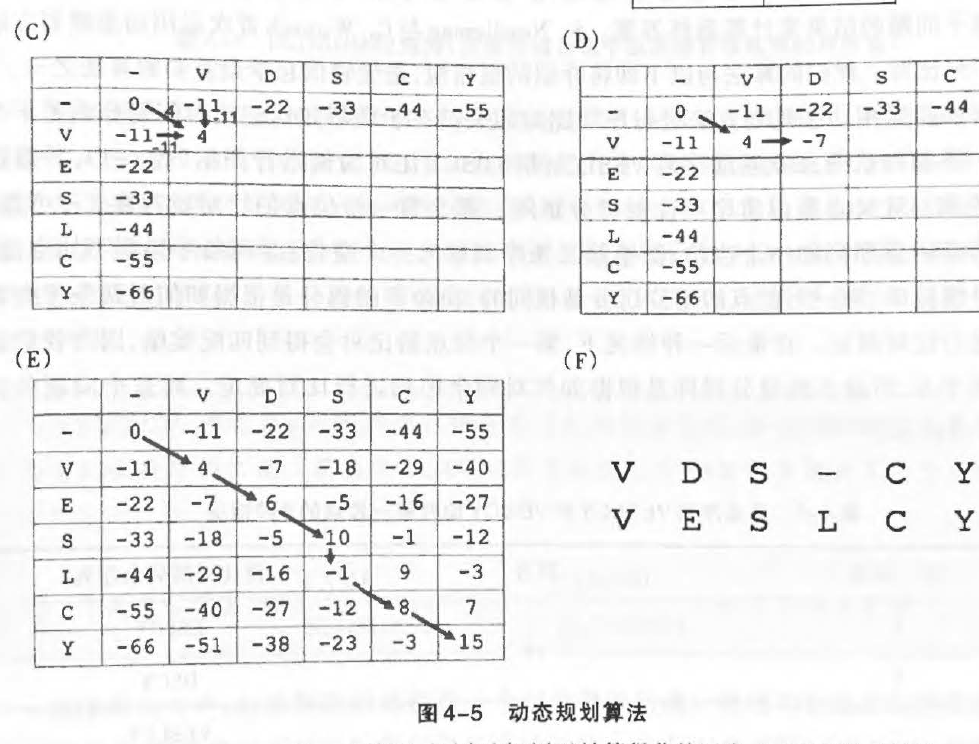 (C)
- V D S C Y
- 0 -11 -22 -33 -44 -55
-11
V -11 4
-11
E -22
S -33
L -44
C -55
Y -66
(D)
- V D S C
- 0 -11 -22 -33 -44
V -11 4 -7
E -22
S -33
L -44
C -55
Y -66
(E)
- V D S C Y
- 0 -11 -22 -33 -44 -55
V -11 4 -7 -18 -29 -40
E -22 -7 6 -5 -16 -27
S -33 -18 -5 10 -1 -12
L -44 -29 -16 -1 9 -3
C -55 -40 -27 -12 8 7
Y -66 -51 -38 -23 -3 15
(F)
V D S - C Y
V E S L C Y
图4-5 动态规划算法